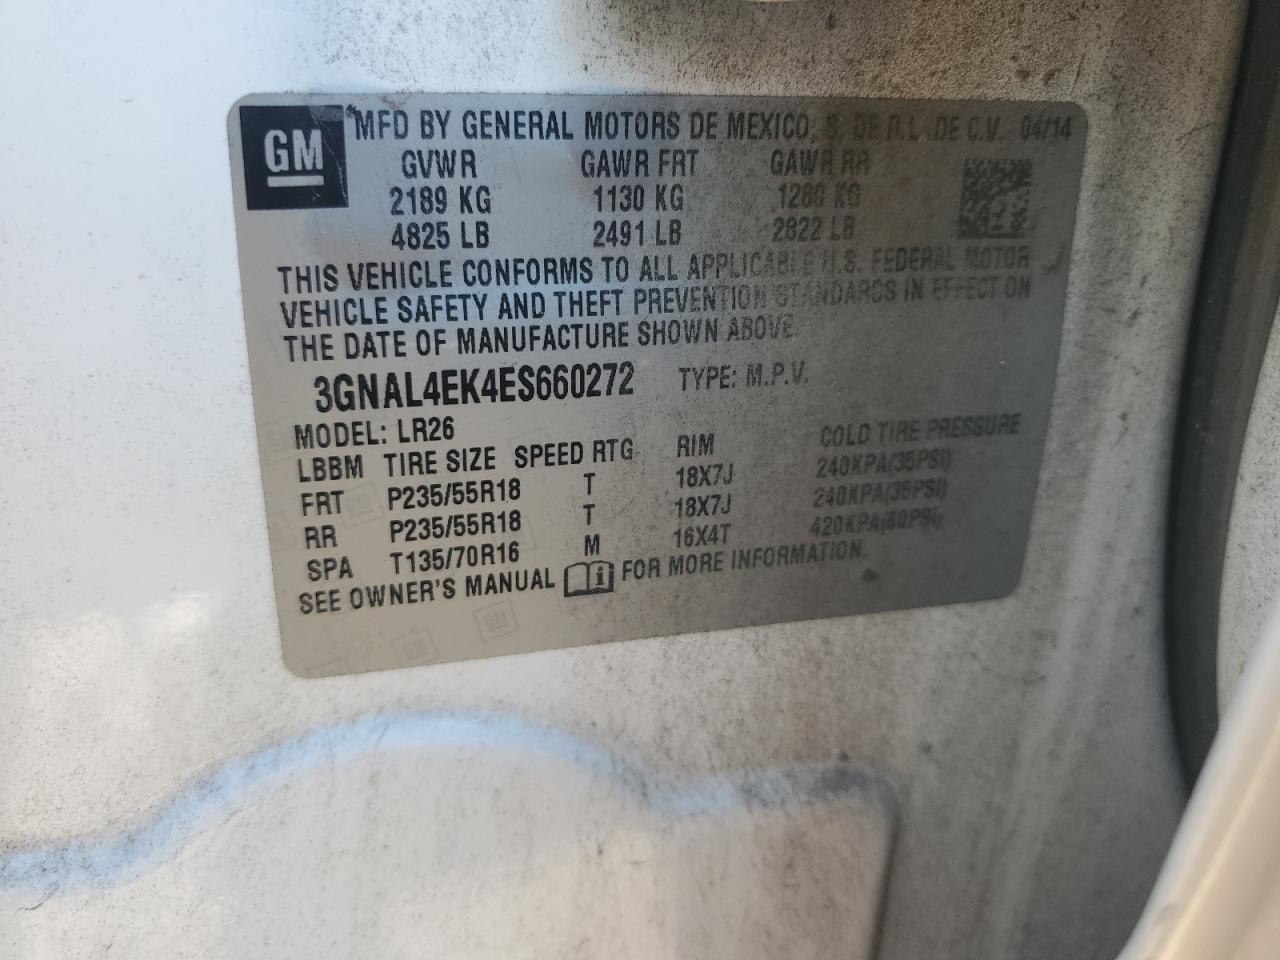 GM
MFD BY GENERAL MOTORS DE MEXICO, S. DE R.L. DE C.V. 04/14
GVWR GAWR FRT GAWR RR
2189 KG 1130 KG 1280 KG
4825 LB 2491 LB 2822 LB
THIS VEHICLE CONFORMS TO ALL APPLICABLE U.S. FEDERAL MOTOR
VEHICLE SAFETY AND THEFT PREVENTION STANDARDS IN EFFECT ON
THE DATE OF MANUFACTURE SHOWN ABOVE
3GNAL4EK4ES660272 TYPE: M.P.V.
MODEL: LR26
LBBM TIRE SIZE SPEED RTG RIM COLD TIRE PRESSURE
FRT P235/55R18 T 18X7J 240KPA(35PSI)
RR P235/55R18 T 18X7J 240KPA(35PSI)
SPA T135/70R16 M 16X4T 420KPA(60PSI)
SEE OWNER'S MANUAL FOR MORE INFORMATION.